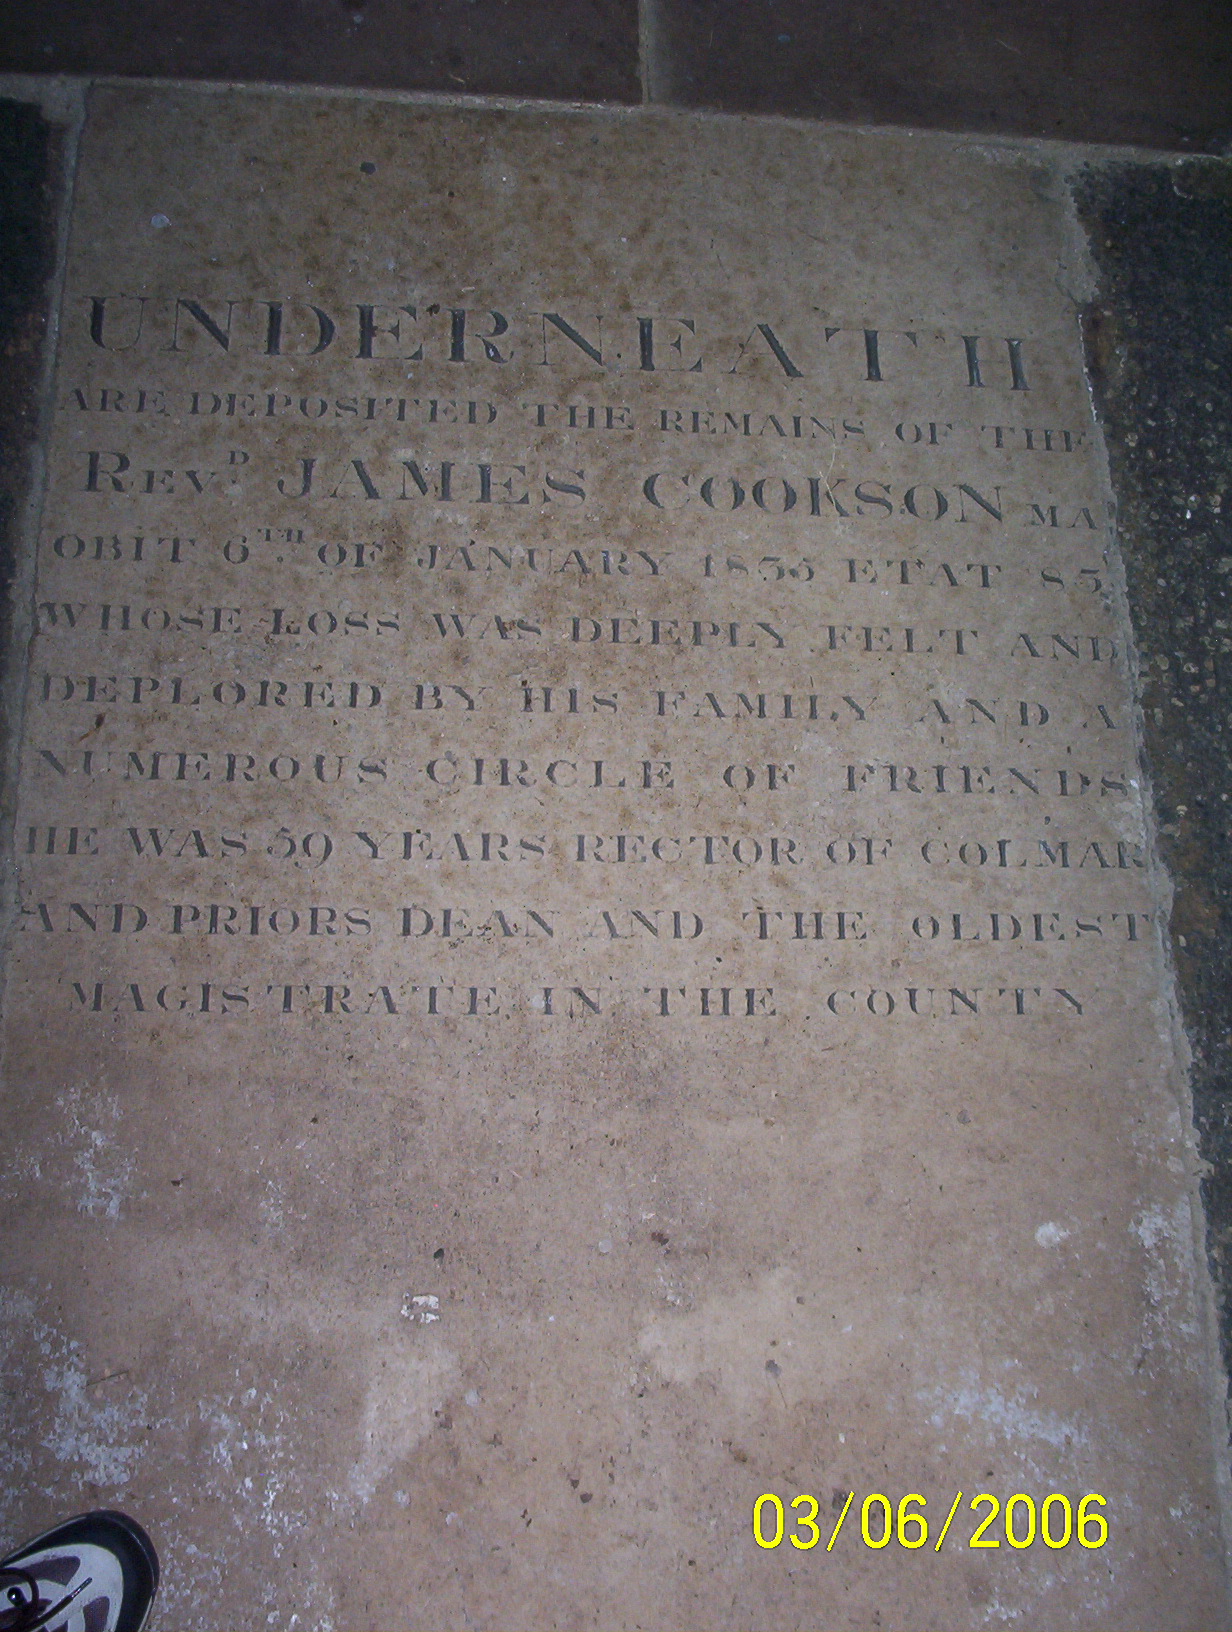 UNDERNEATH
ARE DEPOSITED THE REMAINS OF THE
REVD. JAMES COOKSON MA
OBIT 6TH OF JANUARY 1835 ETAT 83
WHOSE LOSS WAS DEEPLY FELT AND
DEPLORED BY HIS FAMILY AND A
NUMEROUS CIRCLE OF FRIENDS
HE WAS 59 YEARS RECTOR OF COLMAR
AND PRIORS DEAN AND THE OLDEST
MAGISTRATE IN THE COUNTY
03/06/2006